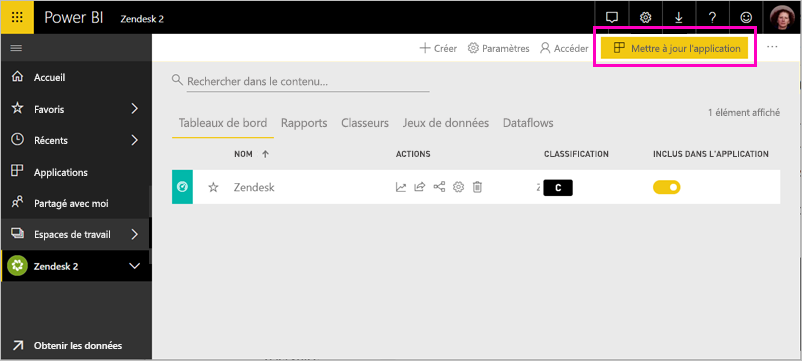 Power BI Zendesk 2
Créer Paramètres Accéder Mettre à jour l'application
Accueil
Favoris
Récents
Applications
Partagé avec moi
Espaces de travail
Zendesk 2
Obtenir les données
Rechercher dans le contenu...
1 élément affiché
Tableaux de bord Rapports Classeurs Jeux de données Dataflows
NOM ACTIONS CLASSIFICATION INCLUS DANS L'APPLICATION
Zendesk C